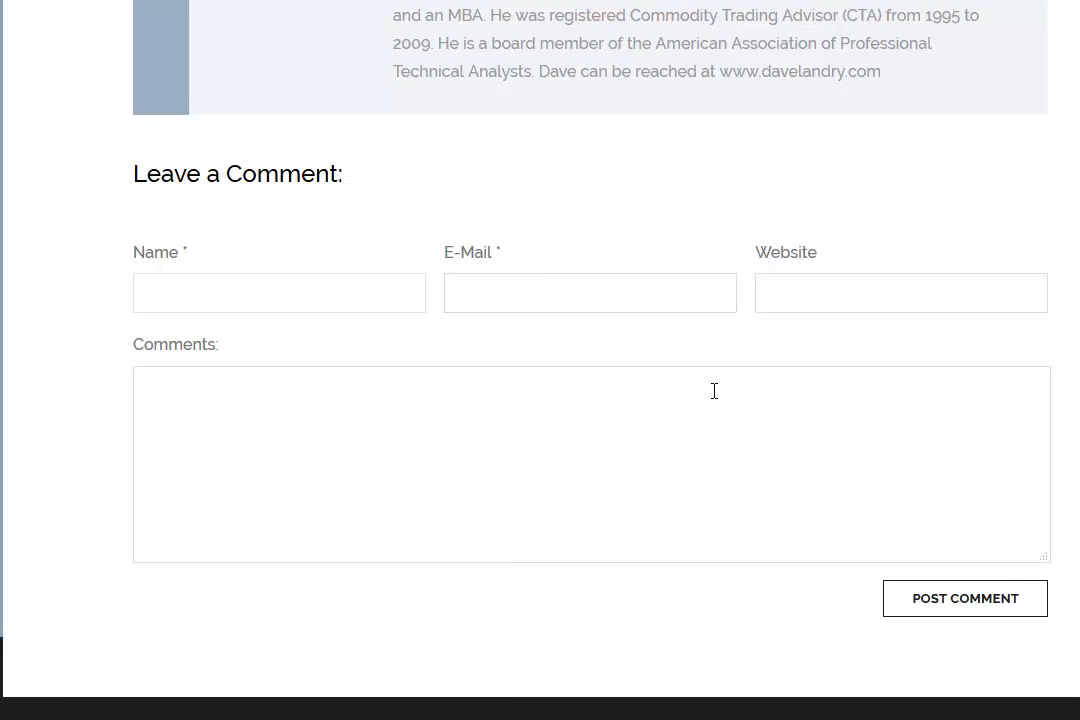 and an MBA. He was registered Commodity Trading Advisor (CTA) from 1995 to
2009. He is a board member of the American Association of Professional
Technical Analysts. Dave can be reached at www.davelandry.com
Leave a Comment:
Name * E-Mail * Website
Comments:
POST COMMENT